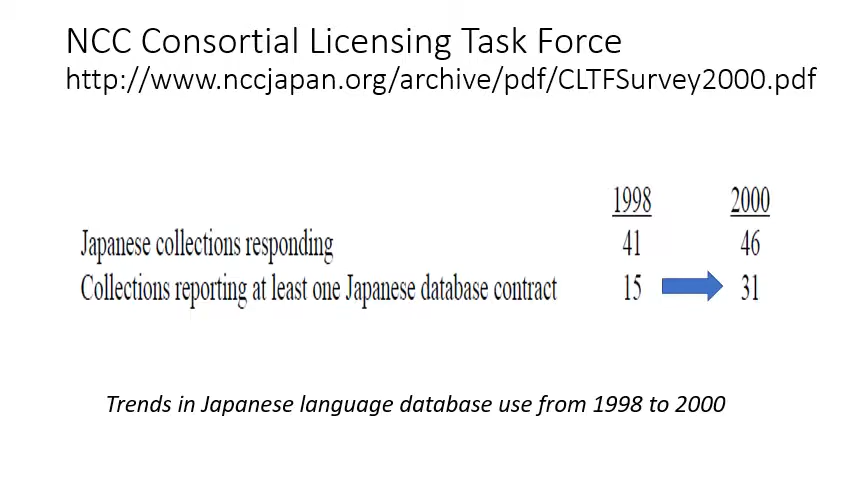 NCC Consortial Licensing Task Force
http://www.nccjapan.org/archive/pdf/CLTFSurvey2000.pdf
1998 2000
Japanese collections responding 41 46
Collections reporting at least one Japanese database contract 15 31
Trends in Japanese language database use from 1998 to 2000